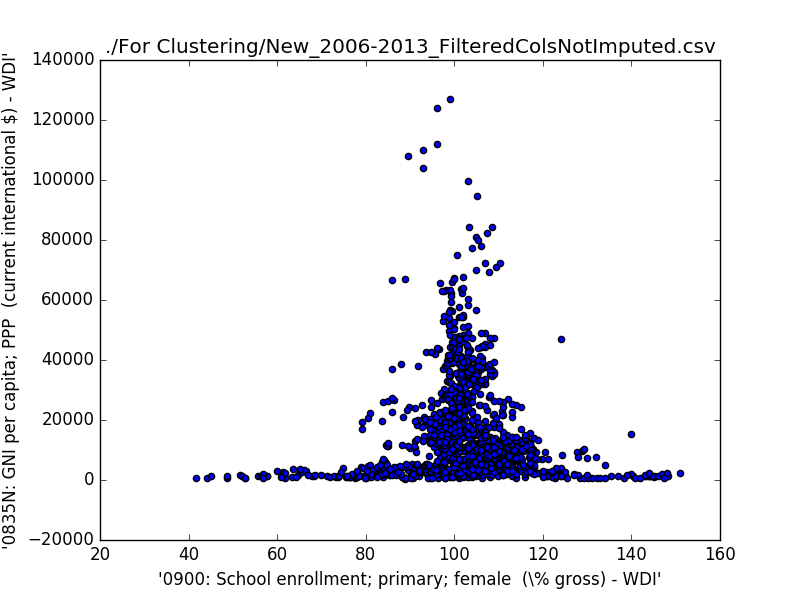 ./For Clustering/New_2006-2013_FilteredColsNotImputed.csv
'0835N: GNI per capita; PPP  (current international $) - WDI'
140000
120000
100000
80000
60000
40000
20000
0
−20000
20 40 60 80 100 120 140 160
'0900: School enrollment; primary; female  (\% gross) - WDI'